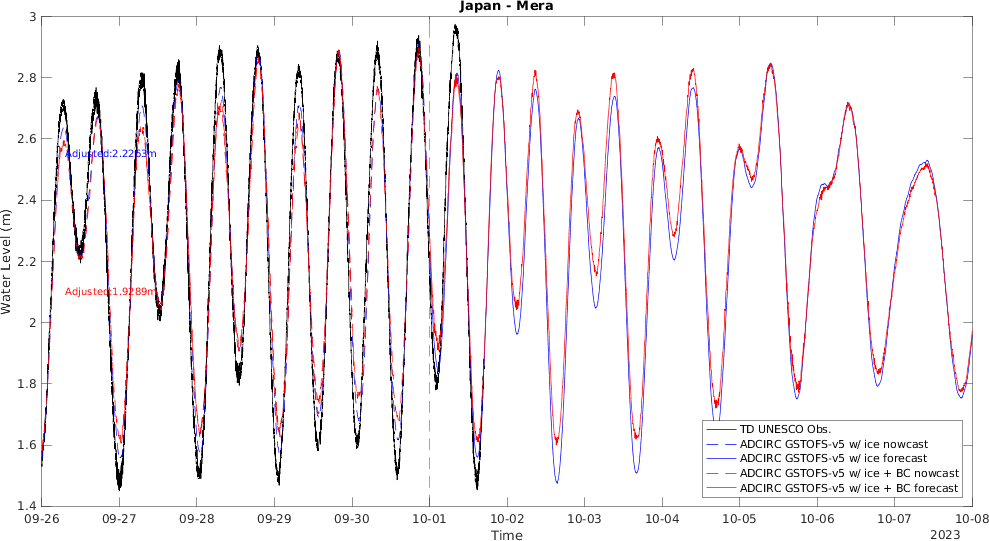 Japan - Mera
3
2.8
2.6
2.4
2.2
2
1.8
1.6
1.4
Water Level (m)
Adjusted:2.2263m
Adjusted:1.9289m
TD UNESCO Obs.
ADCIRC GSTOFS-v5 w/ ice nowcast
ADCIRC GSTOFS-v5 w/ ice forecast
ADCIRC GSTOFS-v5 w/ ice + BC nowcast
ADCIRC GSTOFS-v5 w/ ice + BC forecast
09-26 09-27 09-28 09-29 09-30 10-01 10-02 10-03 10-04 10-05 10-06 10-07 10-08
Time
2023